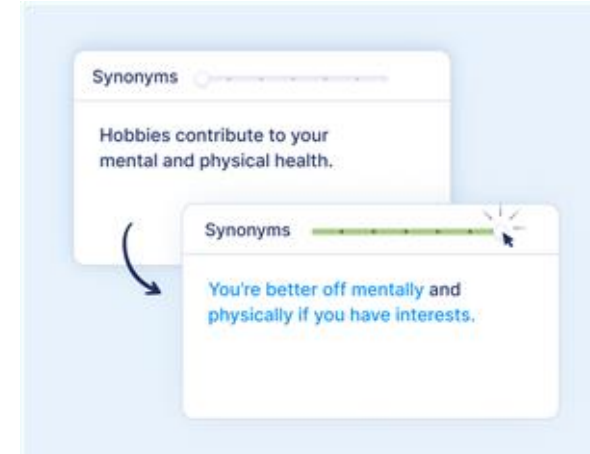 Synonyms
Hobbies contribute to your
mental and physical health.
Synonyms
You're better off mentally and
physically if you have interests.